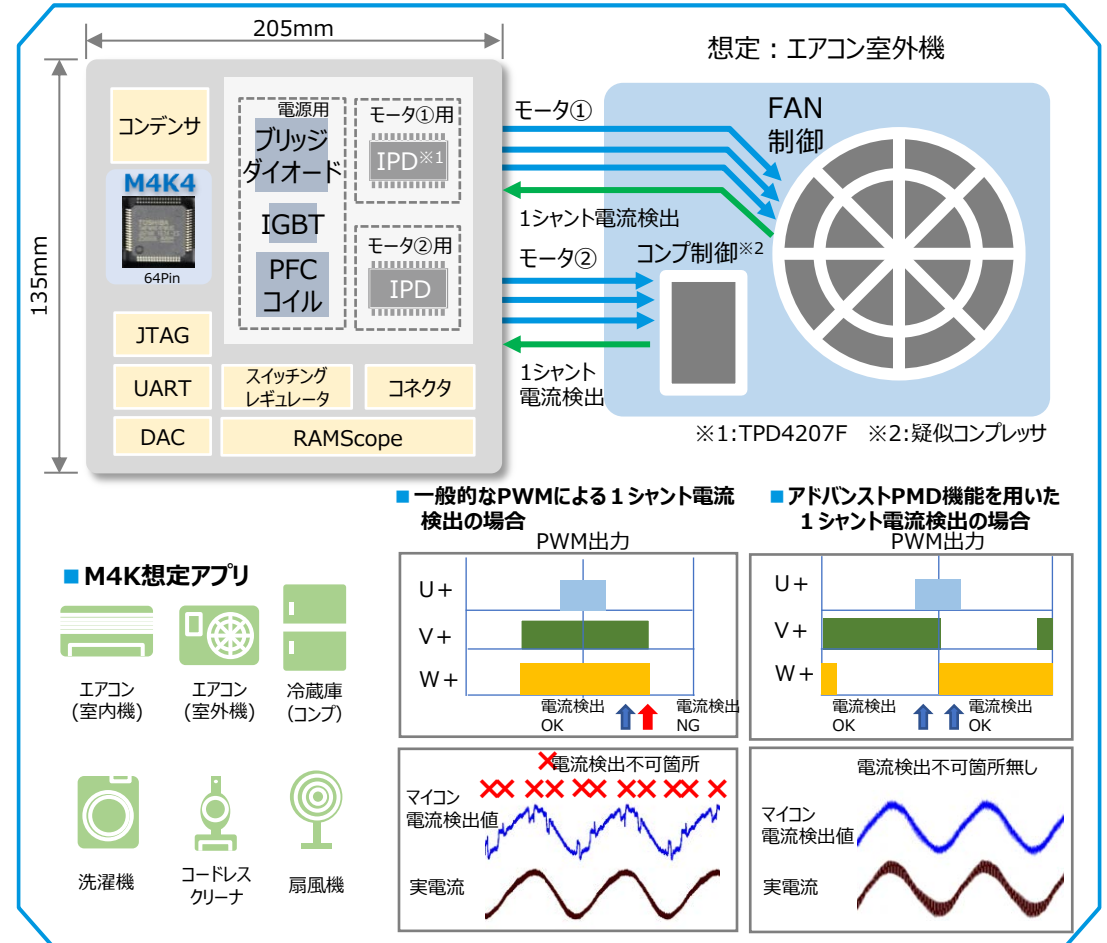 205mm
135mm
想定：エアコン室外機
コンデンサ
M4K4
64Pin
JTAG
UART
DAC
電源用
ブリッジ
ダイオード
IGBT
PFC
コイル
モータ①用
IPD※1
モータ②用
IPD
スイッチング
レギュレータ
コネクタ
RAMScope
モータ①
1シャント電流検出
モータ②
1シャント
電流検出
FAN
制御
コンプ制御※2
※1:TPD4207F ※2:疑似コンプレッサ
■M4K想定アプリ
エアコン
(室内機)
エアコン
(室外機)
冷蔵庫
(コンプ)
洗濯機
コードレス
クリーナ
扇風機
■一般的なPWMによる１シャント電流
検出の場合
PWM出力
U+
V+
W+
電流検出
OK
電流検出
NG
電流検出不可箇所
マイコン
電流検出値
実電流
■アドバンストPMD機能を用いた
１シャント電流検出の場合
PWM出力
U+
V+
W+
電流検出
OK
電流検出
OK
電流検出不可箇所無し
マイコン
電流検出値
実電流